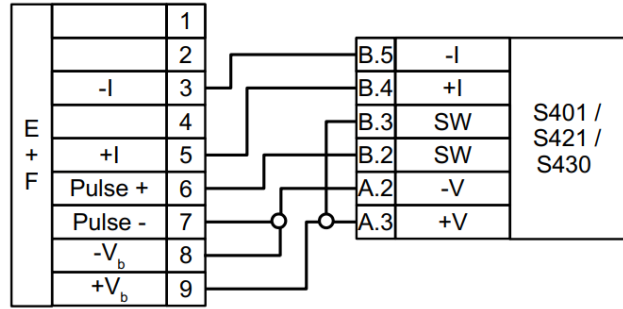 E
+
F
1
2
-I 3
4
+I 5
Pulse + 6
Pulse - 7
-Vb 8
+Vb 9
B.5 -I
B.4 +I
B.3 SW
B.2 SW
A.2 -V
A.3 +V
S401 /
S421 /
S430